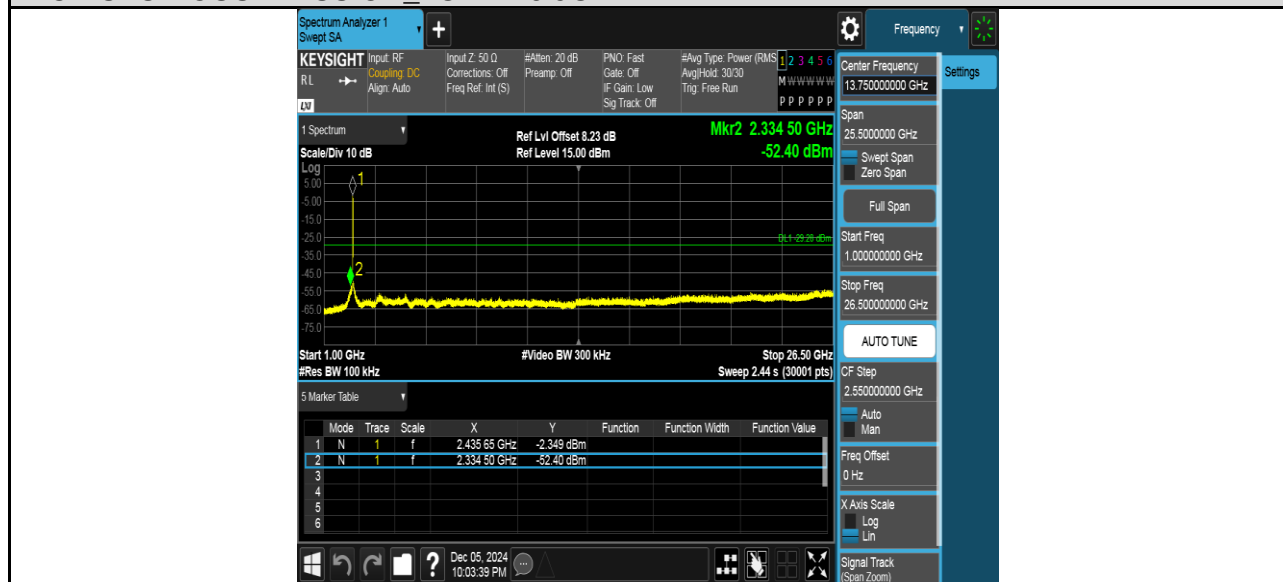 Spectrum Analyzer 1
Swept SA
+
Frequency
KEYSIGHT
RL
LXI
Input: RF
Coupling: DC
Align: Auto
Input Z: 50 Ω
Corrections: Off
Freq Ref: Int (S)
#Atten: 20 dB
Preamp: Off
PNO: Fast
Gate: Off
IF Gain: Low
Sig Track: Off
#Avg Type: Power (RMS
Avg|Hold: 30/30
Trig: Free Run
1 2 3 4 5 6
M W W W W W
P P P P P P
1 Spectrum
Scale/Div 10 dB
Ref Lvl Offset 8.23 dB
Ref Level 15.00 dBm
Mkr2 2.334 50 GHz
-52.40 dBm
Log
5.00
-5.00
-15.0
-25.0
-35.0
-45.0
-55.0
-65.0
-75.0
1
2
DL1 -29.20 dBm
Start 1.00 GHz
#Video BW 300 kHz
Stop 26.50 GHz
#Res BW 100 kHz
Sweep 2.44 s (30001 pts)
5 Marker Table
Mode Trace Scale X Y Function Function Width Function Value
1 N 1 f 2.435 65 GHz -2.349 dBm
2 N 1 f 2.334 50 GHz -52.40 dBm
3
4
5
6
?
Dec 05, 2024
10:03:39 PM
Center Frequency
13.750000000 GHz
Settings
Span
25.5000000 GHz
Swept Span
Zero Span
Full Span
Start Freq
1.000000000 GHz
Stop Freq
26.500000000 GHz
AUTO TUNE
CF Step
2.550000000 GHz
Auto
Man
Freq Offset
0 Hz
X Axis Scale
Log
Lin
Signal Track
(Span Zoom)